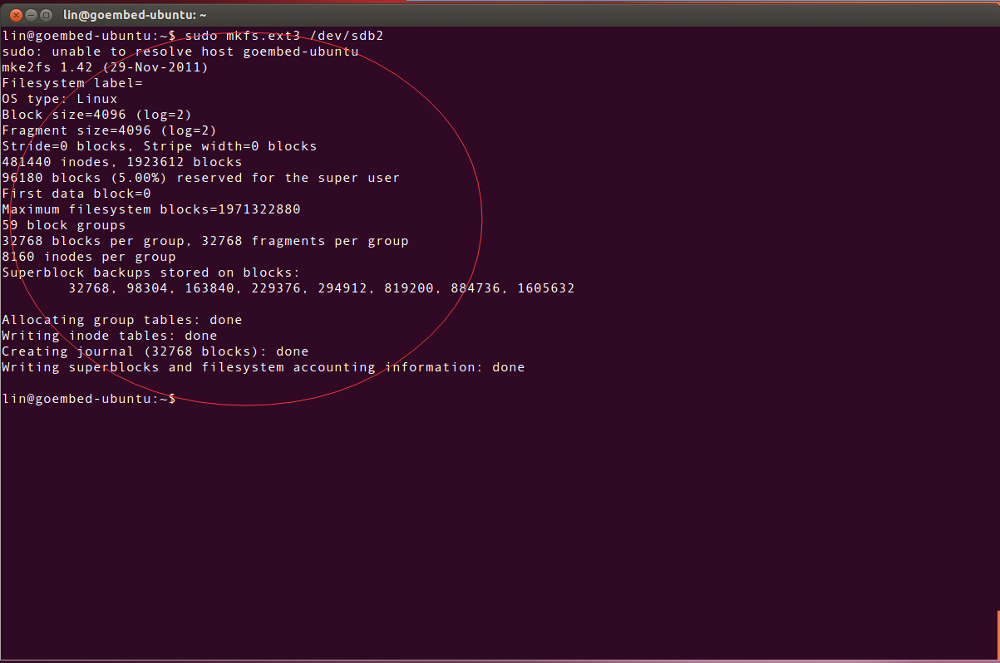 lin@goembed-ubuntu: ~
lin@goembed-ubuntu:~$ sudo mkfs.ext3 /dev/sdb2
sudo: unable to resolve host goembed-ubuntu
mke2fs 1.42 (29-Nov-2011)
Filesystem label=
OS type: Linux
Block size=4096 (log=2)
Fragment size=4096 (log=2)
Stride=0 blocks, Stripe width=0 blocks
481440 inodes, 1923612 blocks
96180 blocks (5.00%) reserved for the super user
First data block=0
Maximum filesystem blocks=1971322880
59 block groups
32768 blocks per group, 32768 fragments per group
8160 inodes per group
Superblock backups stored on blocks:
32768, 98304, 163840, 229376, 294912, 819200, 884736, 1605632
Allocating group tables: done
Writing inode tables: done
Creating journal (32768 blocks): done
Writing superblocks and filesystem accounting information: done
lin@goembed-ubuntu:~$